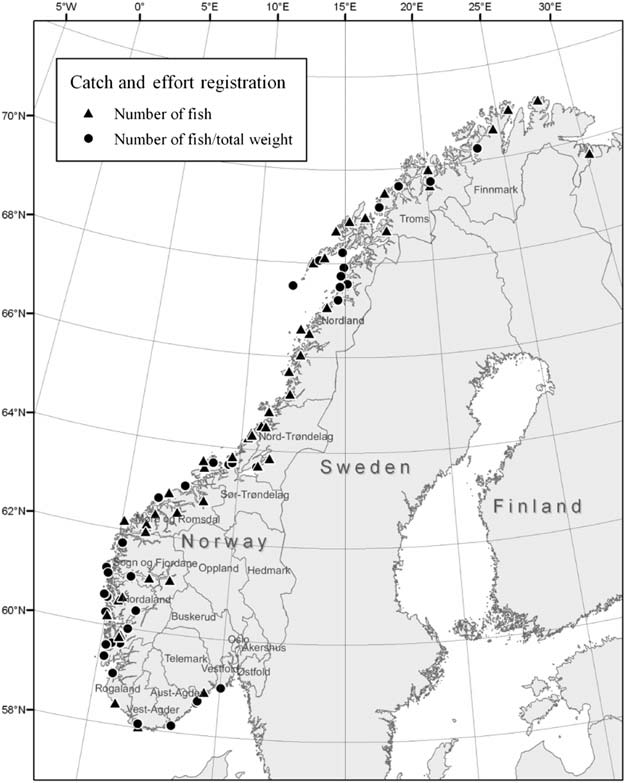 5°W 0° 5°E 10°E 15°E 20°E 25°E 30°E
Catch and effort registration
Number of fish
Number of fish/total weight
70°N
Finnmark
68°N
Troms
66°N
Nordland
64°N
Nord-Trøndelag
Sweden
Sør-Trøndelag
Finland
62°N
og Romsdal
Norway
Sogn og Fjordane
Oppland
Hedmark
Hordaland
60°N
Buskerud
Oslo
Akershus
Telemark
Vestfold
Østfold
Rogaland
Aust-Agder
58°N
Vest-Agder